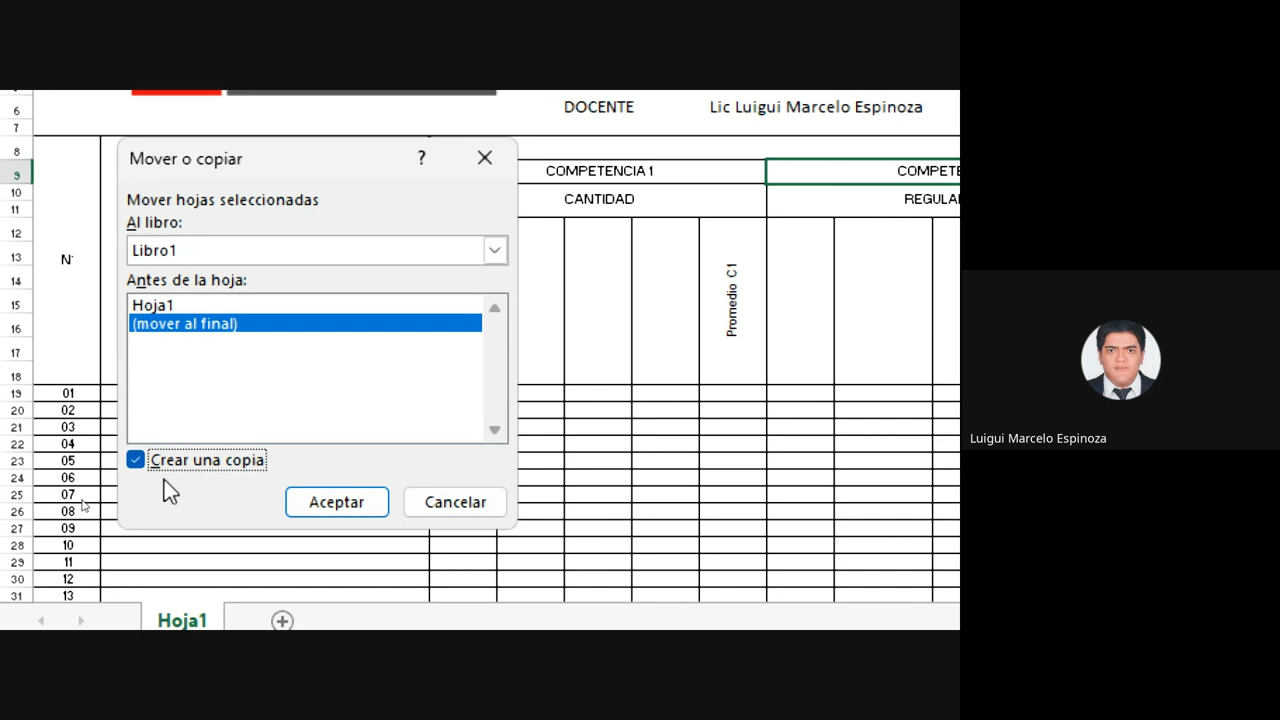 6
DOCENTE
Lic Luigui Marcelo Espinoza
7
8
9
COMPETENCIA 1
COMPETE
10
11
CANTIDAD
REGULA
12
13
14
15
16
17
18
N°
Promedio C1
Mover o copiar
?
Mover hojas seleccionadas
Al libro:
Libro1
Antes de la hoja:
Hoja1
(mover al final)
Crear una copia
Aceptar
Cancelar
19 01
20 02
21 03
22 04
23 05
24 06
25 07
26 08
27 09
28 10
29 11
30 12
31 13
Hoja1
Luigui Marcelo Espinoza